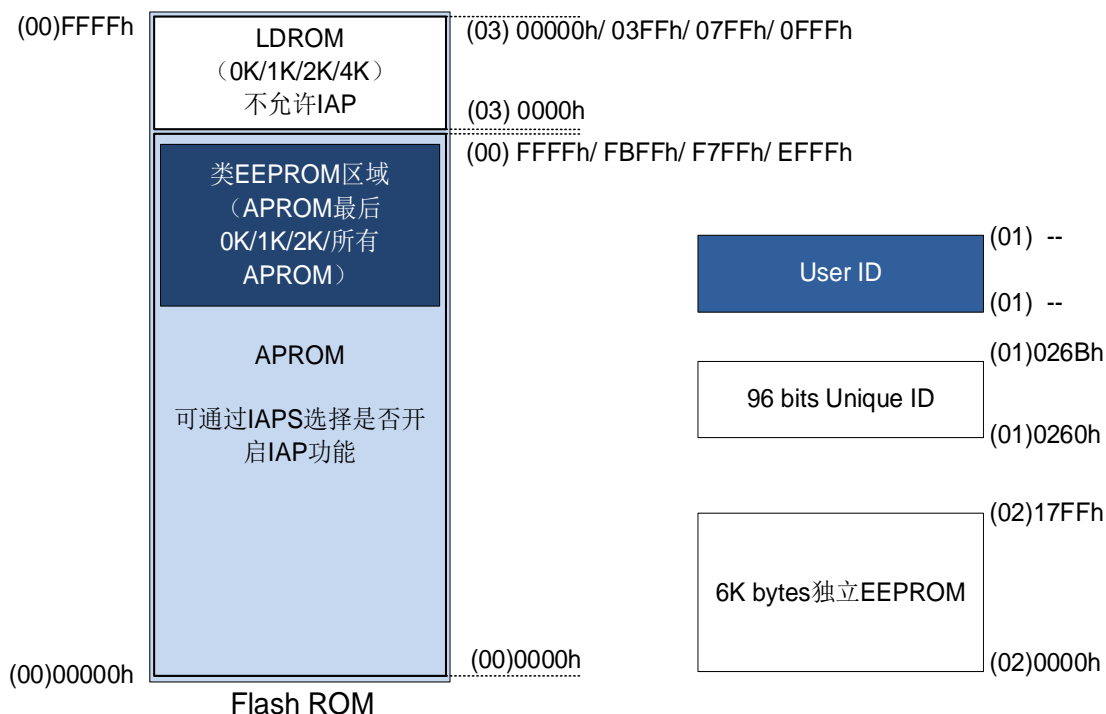 (00)FFFFh
LDROM
（0K/1K/2K/4K）
不允许IAP
(03) 00000h/ 03FFh/ 07FFh/ 0FFFh
(03) 0000h
(00) FFFFh/ FBFFh/ F7FFh/ EFFFh
类EEPROM区域
（APROM最后
0K/1K/2K/所有
APROM）
APROM
可通过IAPS选择是否开
启IAP功能
(00)00000h
(00)0000h
Flash ROM
(01) --
User ID
(01) --
(01)026Bh
96 bits Unique ID
(01)0260h
(02)17FFh
6K bytes独立EEPROM
(02)0000h